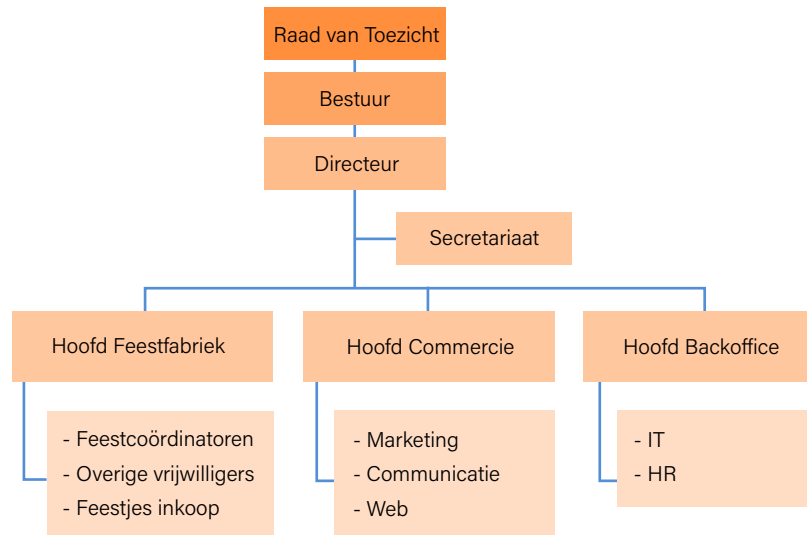 Raad van Toezicht
Bestuur
Directeur
Secretariaat
Hoofd Feestfabriek
- Feestcoördinatoren
- Overige vrijwilligers
- Feestjes inkoop
Hoofd Commercie
- Marketing
- Communicatie
- Web
Hoofd Backoffice
- IT
- HR